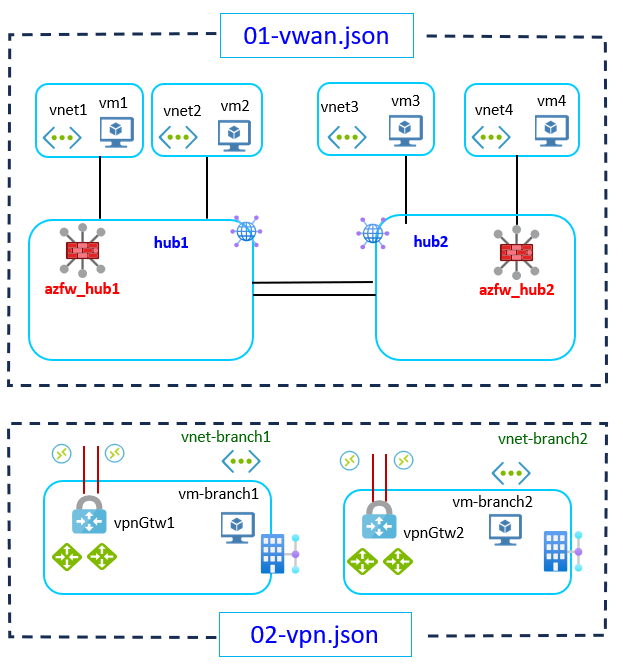 01-vwan.json
vnet1
vm1
vnet2
vm2
vnet3
vm3
vnet4
vm4
hub1
azfw_hub1
hub2
azfw_hub2
vnet-branch1
vm-branch1
vpnGtw1
vnet-branch2
vm-branch2
vpnGtw2
02-vpn.json